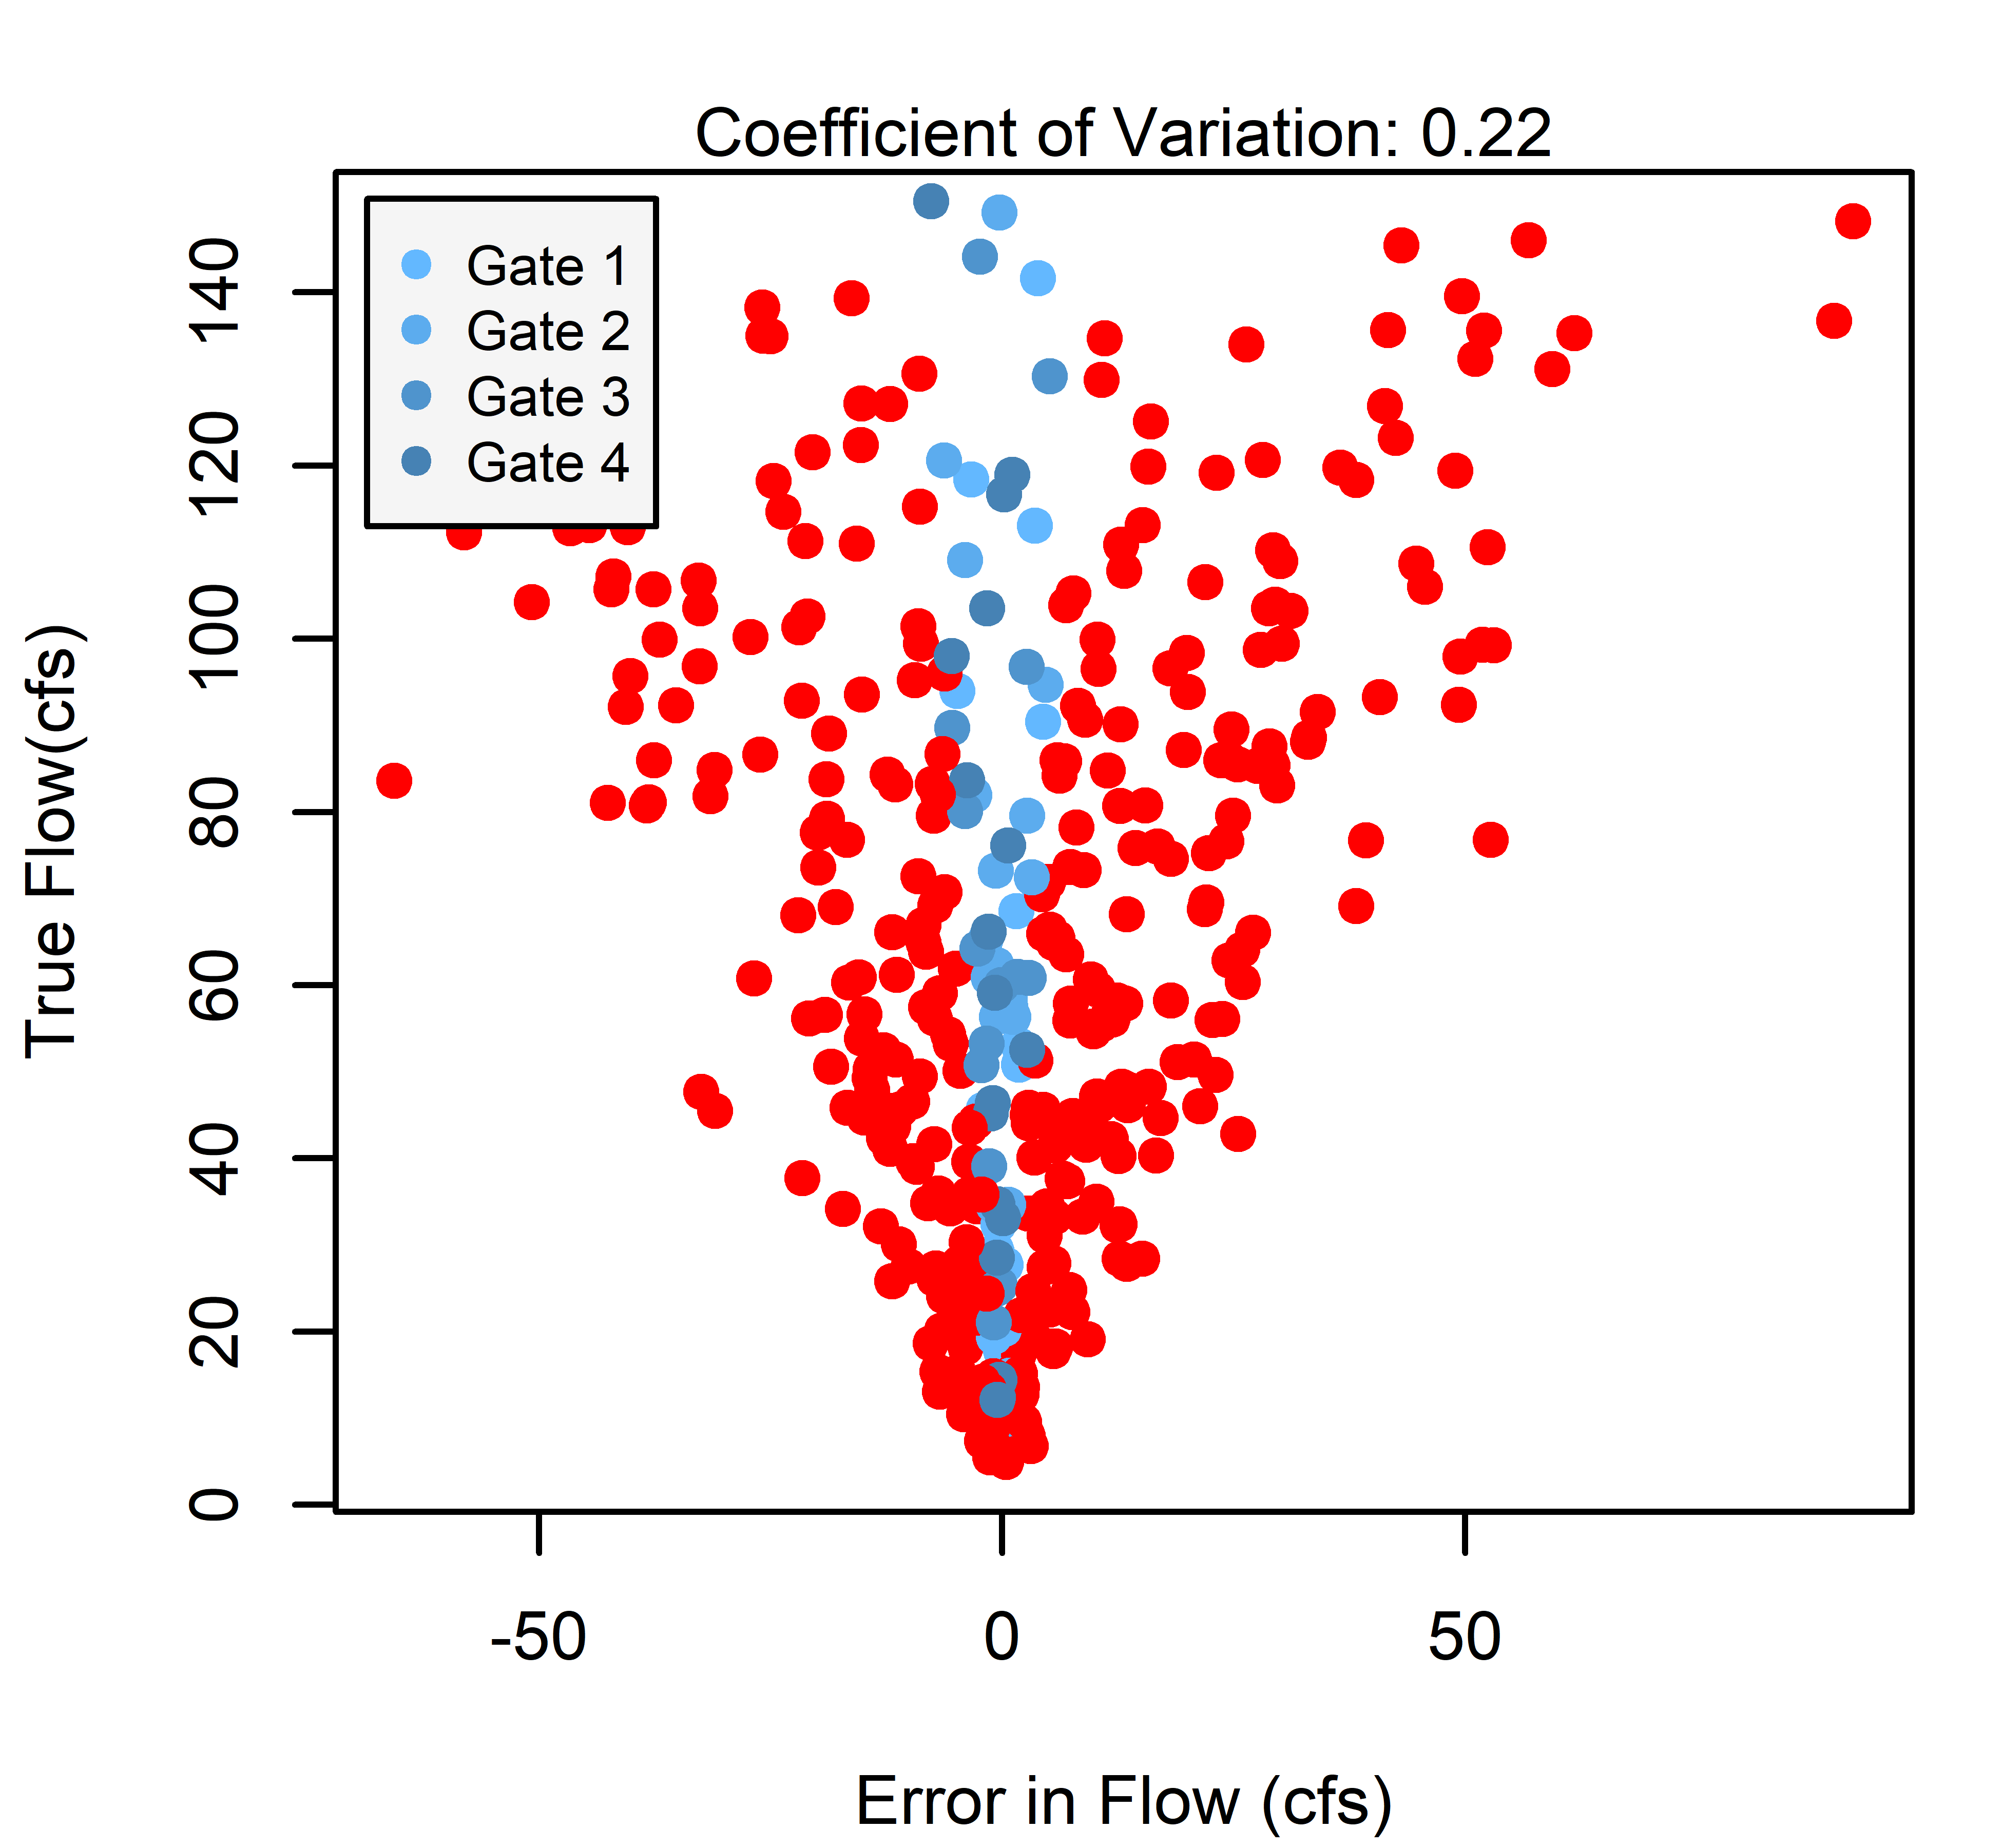 Coefficient of Variation: 0.22
Gate 1
Gate 2
Gate 3
Gate 4
True Flow(cfs)
140
120
100
80
60
40
20
0
-50 0 50
Error in Flow (cfs)